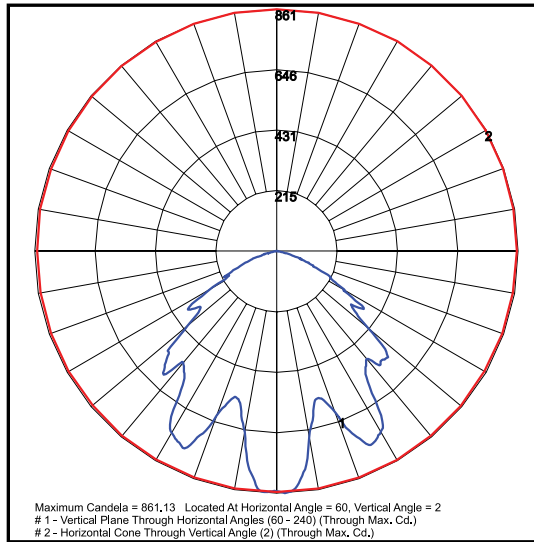 861
646
2
431
215
1
Maximum Candela = 861.13 Located At Horizontal Angle = 60, Vertical Angle = 2
# 1 - Vertical Plane Through Horizontal Angles (60 - 240) (Through Max. Cd.)
# 2 - Horizontal Cone Through Vertical Angle (2) (Through Max. Cd.)